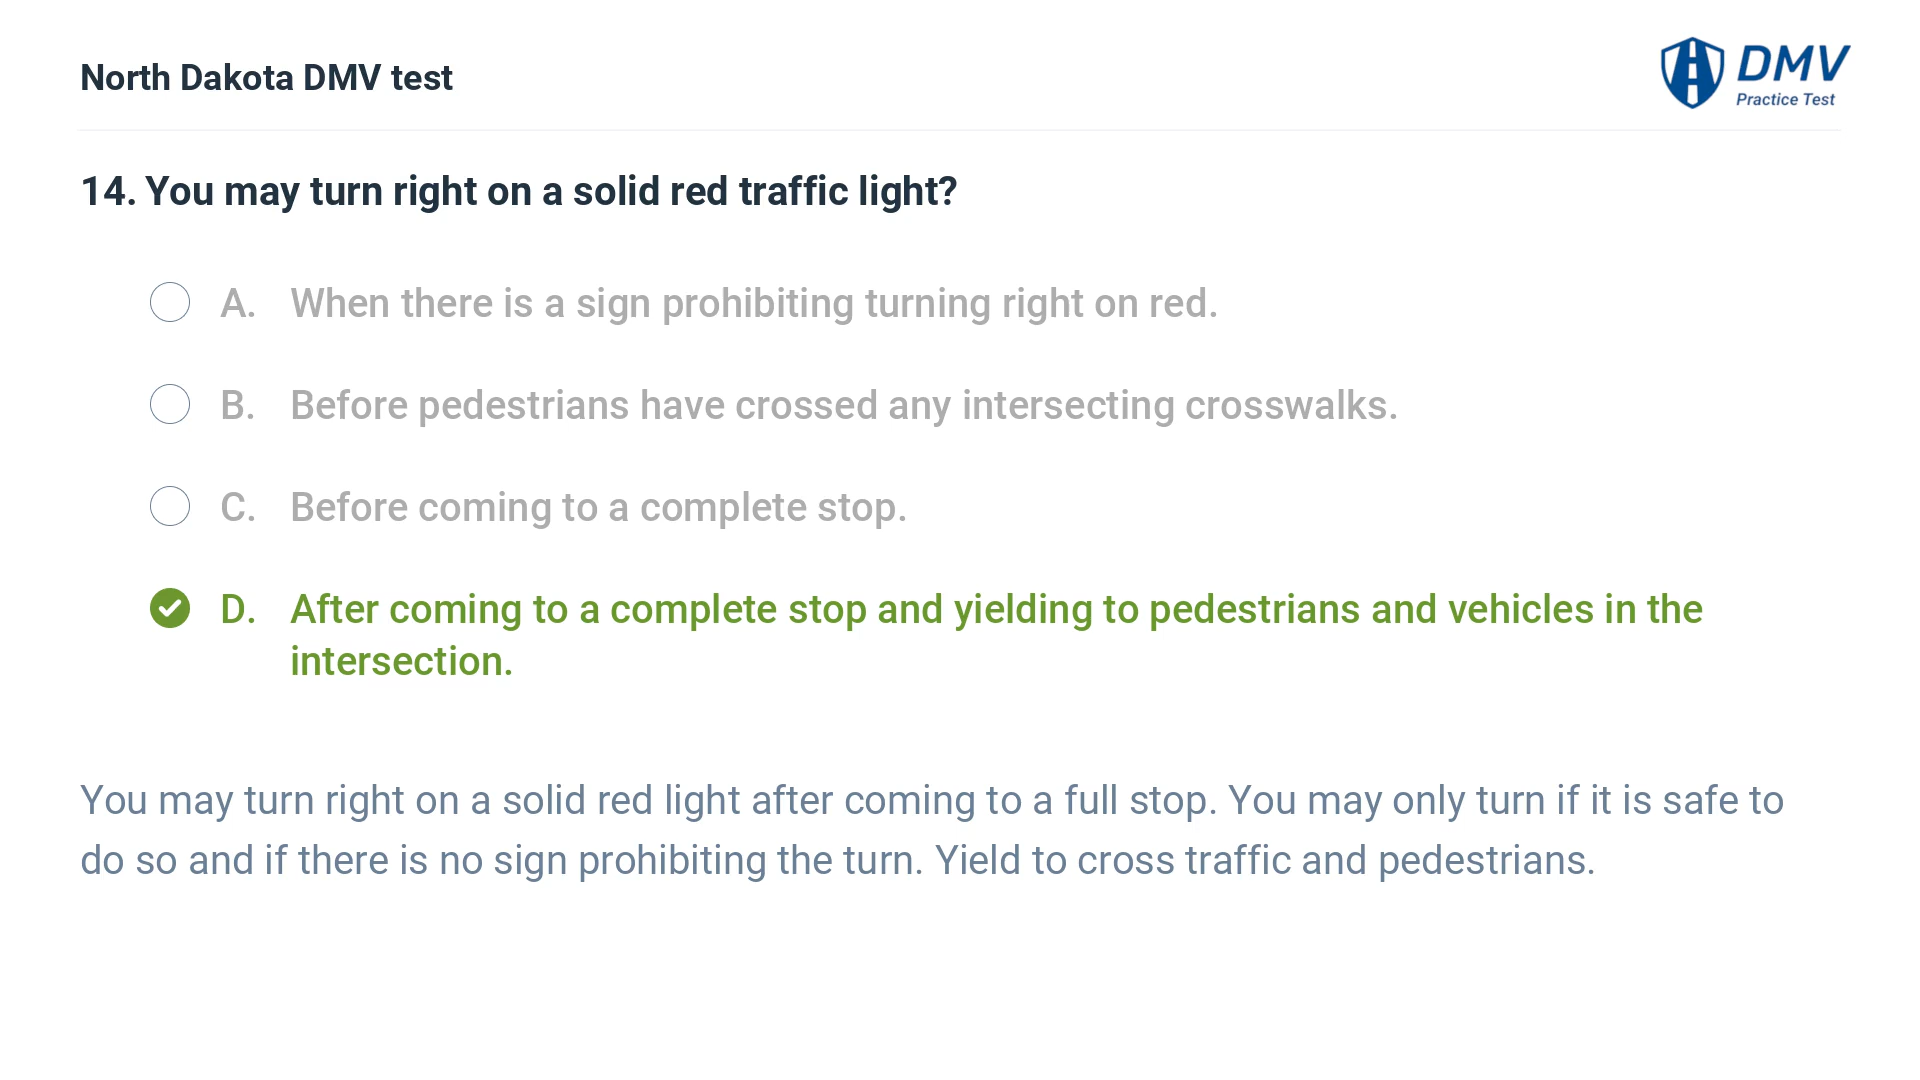 North Dakota DMV test
DMV
Practice Test
14. You may turn right on a solid red traffic light?
A. When there is a sign prohibiting turning right on red.
B. Before pedestrians have crossed any intersecting crosswalks.
C. Before coming to a complete stop.
D. After coming to a complete stop and yielding to pedestrians and vehicles in the
intersection.
You may turn right on a solid red light after coming to a full stop. You may only turn if it is safe to
do so and if there is no sign prohibiting the turn. Yield to cross traffic and pedestrians.